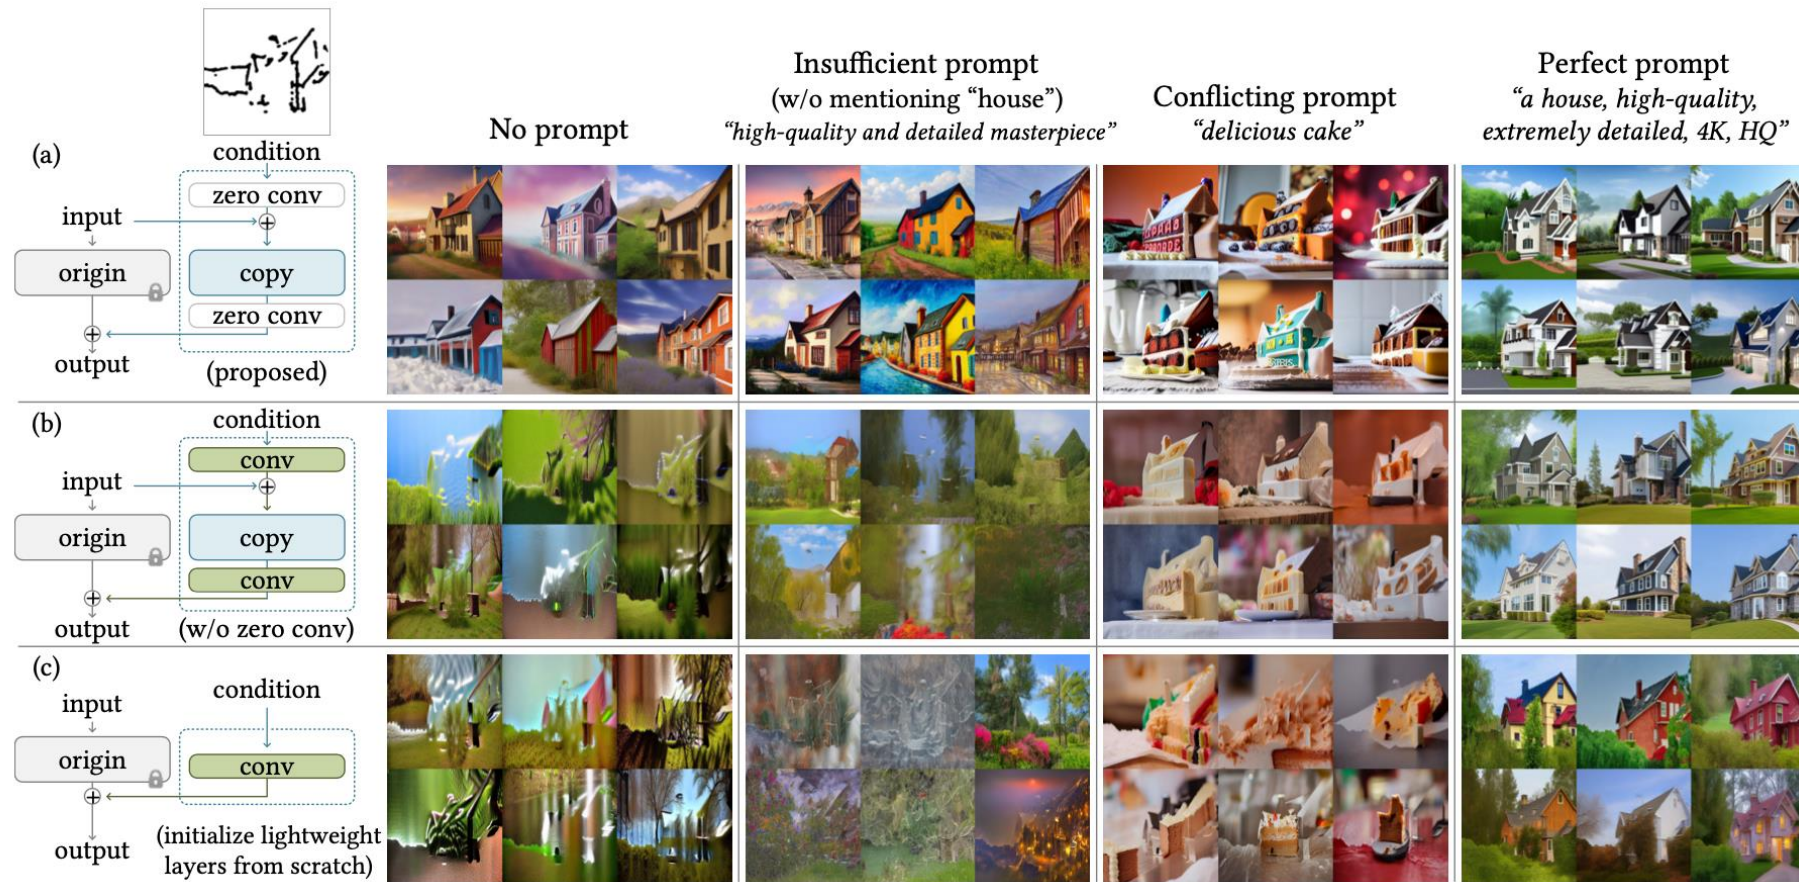 No prompt
Insufficient prompt
(w/o mentioning “house”)
“high-quality and detailed masterpiece”
Conflicting prompt
“delicious cake”
Perfect prompt
“a house, high-quality,
extremely detailed, 4K, HQ”
(a)
condition
zero conv
input
origin
copy
zero conv
output
(proposed)
(b)
condition
conv
input
origin
copy
conv
output
(w/o zero conv)
(c)
condition
input
origin
conv
output
(initialize lightweight
layers from scratch)